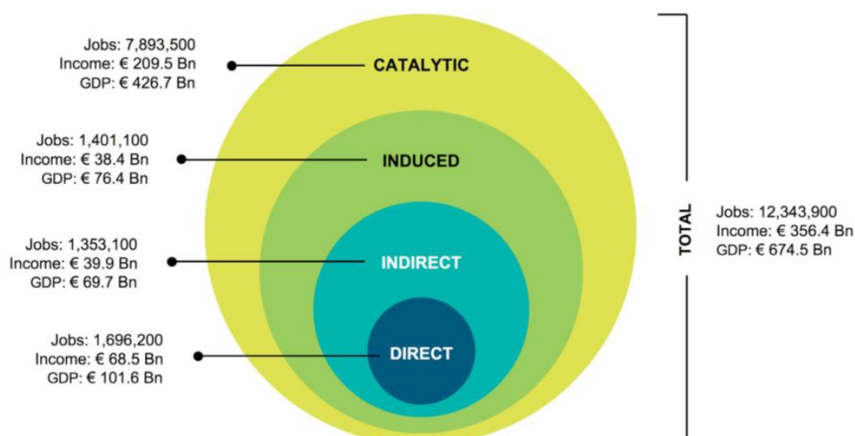 Jobs: 7,893,500
Income: € 209.5 Bn
GDP: € 426.7 Bn
CATALYTIC
Jobs: 1,401,100
Income: € 38.4 Bn
GDP: € 76.4 Bn
INDUCED
Jobs: 1,353,100
Income: € 39.9 Bn
GDP: € 69.7 Bn
INDIRECT
Jobs: 1,696,200
Income: € 68.5 Bn
GDP: € 101.6 Bn
DIRECT
TOTAL
Jobs: 12,343,900
Income: € 356.4 Bn
GDP: € 674.5 Bn